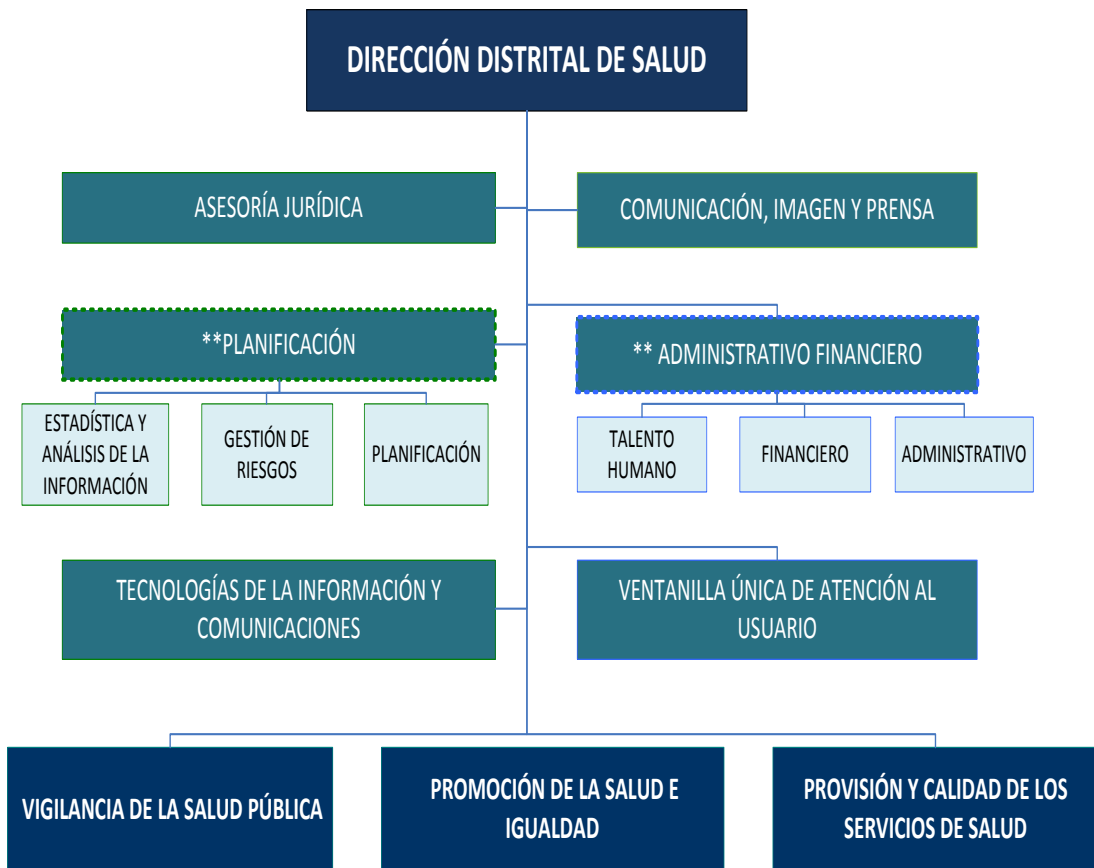 DIRECCIÓN DISTRITAL DE SALUD
ASESORÍA JURÍDICA
COMUNICACIÓN, IMAGEN Y PRENSA
**PLANIFICACIÓN
** ADMINISTRATIVO FINANCIERO
ESTADÍSTICA Y
ANÁLISIS DE LA
INFORMACIÓN
GESTIÓN DE
RIESGOS
PLANIFICACIÓN
TALENTO
HUMANO
FINANCIERO
ADMINISTRATIVO
TECNOLOGÍAS DE LA INFORMACIÓN Y
COMUNICACIONES
VENTANILLA ÚNICA DE ATENCIÓN AL
USUARIO
VIGILANCIA DE LA SALUD PÚBLICA
PROMOCIÓN DE LA SALUD E
IGUALDAD
PROVISIÓN Y CALIDAD DE LOS
SERVICIOS DE SALUD